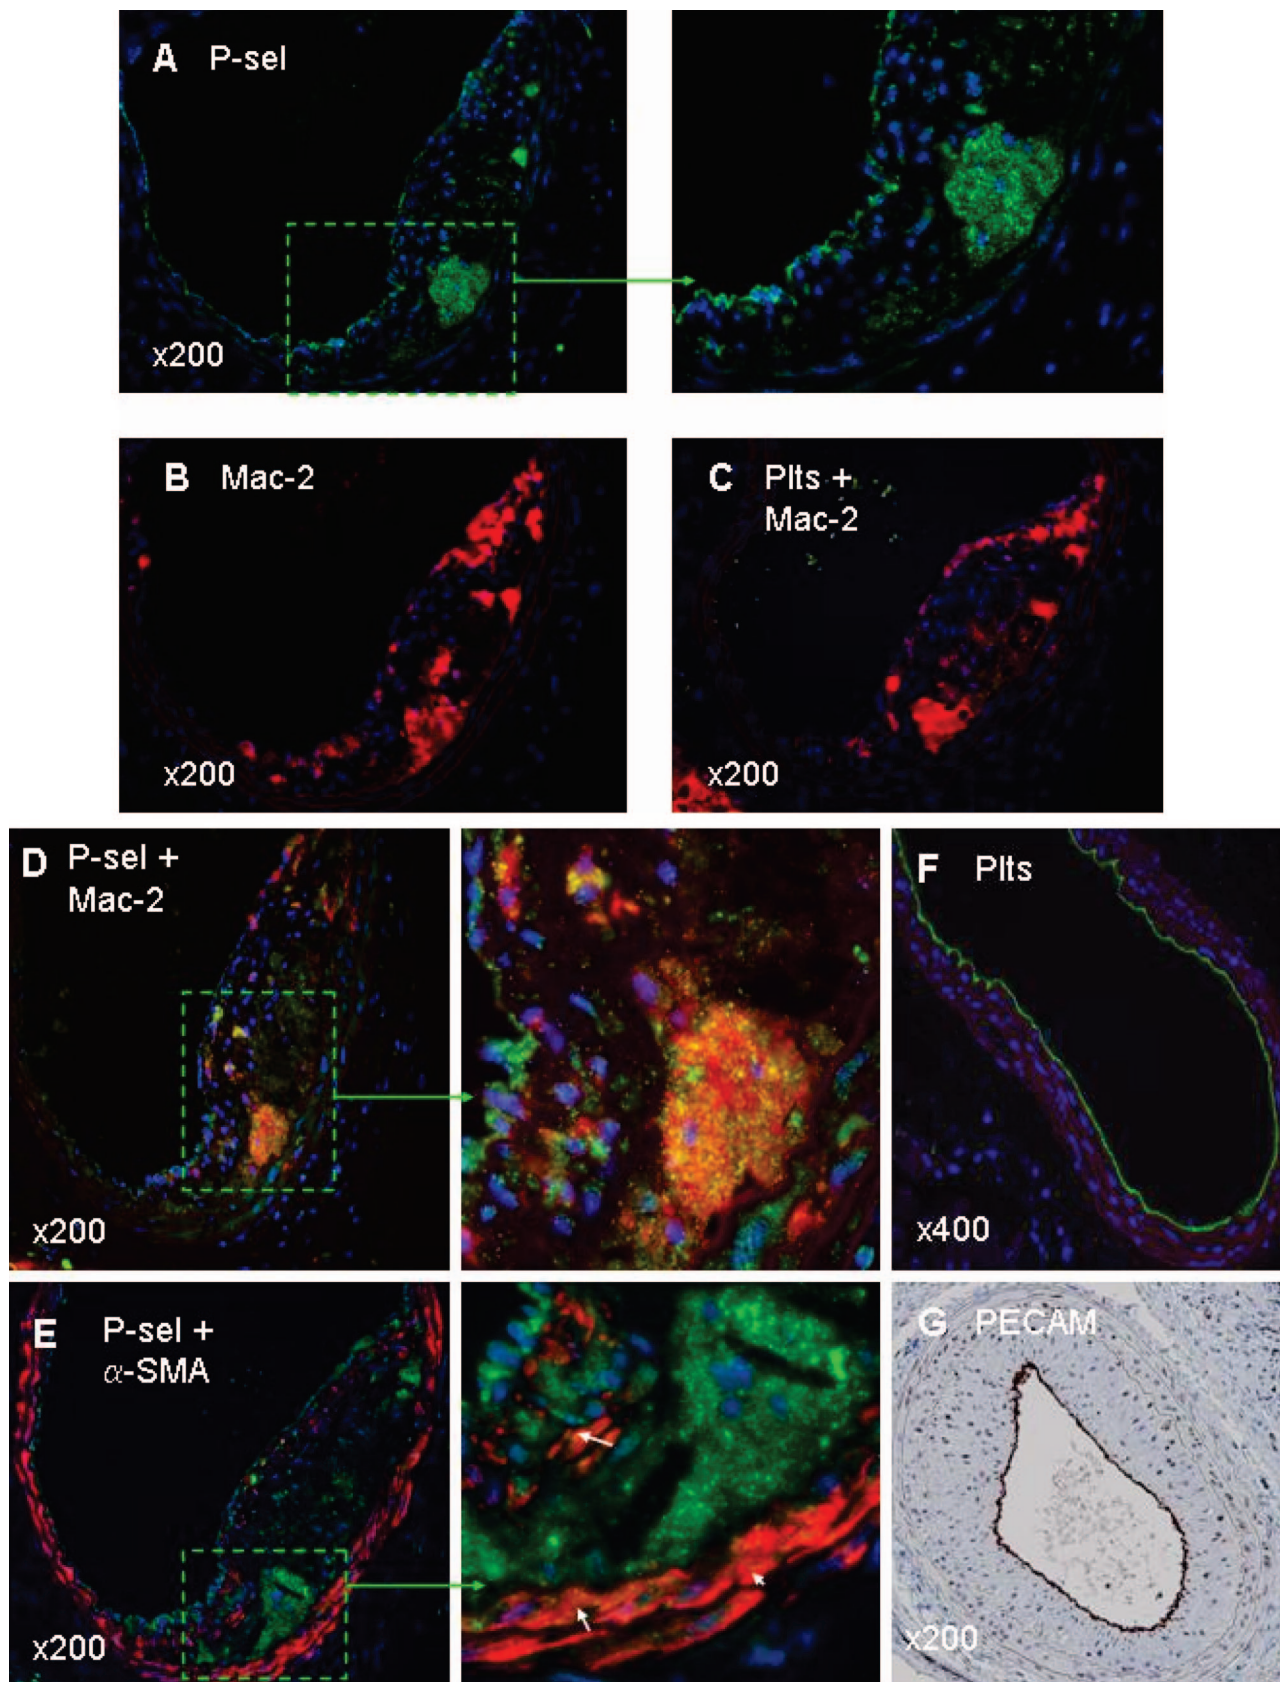 A P-sel
x200
B Mac-2
x200
C Plts +
Mac-2
x200
D P-sel +
Mac-2
x200
F Plts
x400
E P-sel +
α-SMA
x200
G PECAM
x200